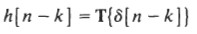 h[n − k] = T{δ[n − k]}